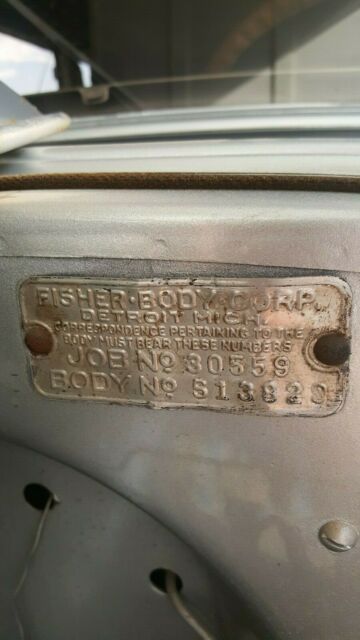 FISHER·BODY·CORP.
DETROIT MICH.
CORRESPONDENCE PERTAINING TO THE
BODY MUST BEAR THESE NUMBERS
JOB No 30559
BODY No